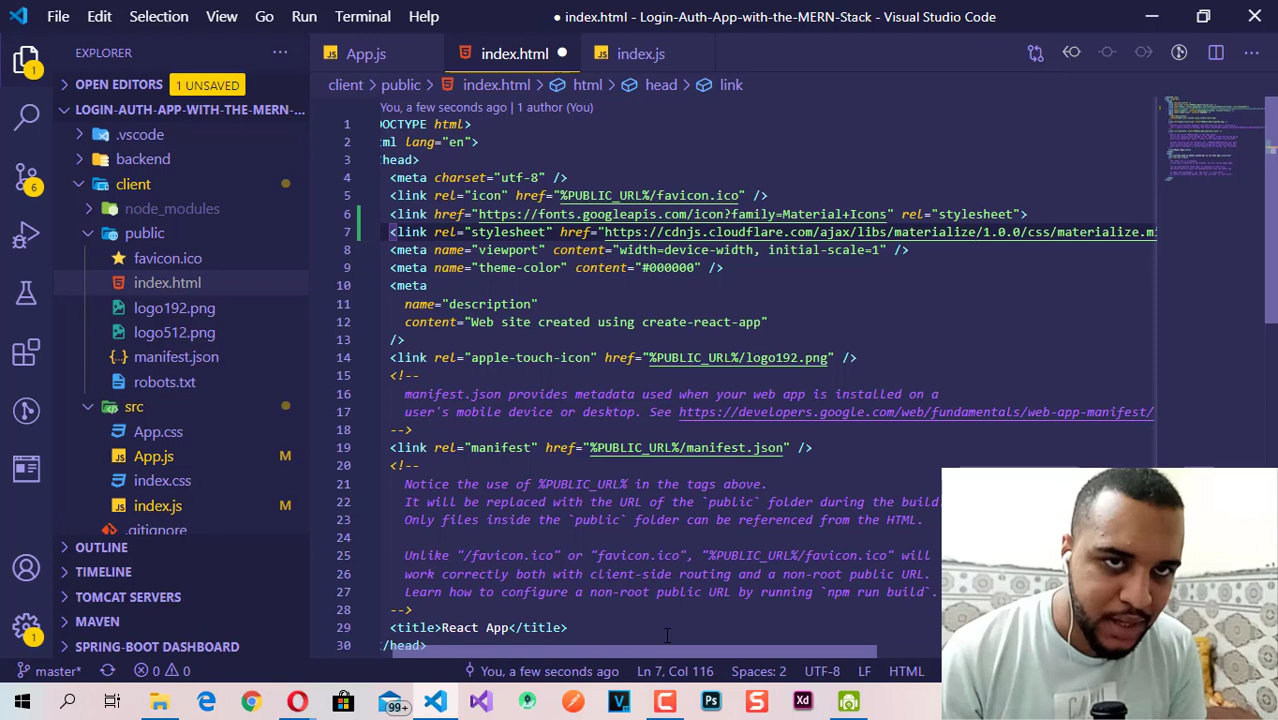 File Edit Selection View Go Run Terminal Help
● index.html - Login-Auth-App-with-the-MERN-Stack - Visual Studio Code
EXPLORER
OPEN EDITORS 1 UNSAVED
LOGIN-AUTH-APP-WITH-THE-MERN-...
.vscode
backend
client
node_modules
public
favicon.ico
index.html
logo192.png
logo512.png
manifest.json
robots.txt
src
App.css
App.js M
index.css
index.js M
.gitignore
OUTLINE
TIMELINE
TOMCAT SERVERS
MAVEN
SPRING-BOOT DASHBOARD
1
6
1
JS App.js
index.html
JS index.js
client > public > index.html > html > head > link
You, a few seconds ago | 1 author (You)
1 DOCTYPE html>
2 ml lang="en">
3 head>
4 <meta charset="utf-8" />
5 <link rel="icon" href="%PUBLIC_URL%/favicon.ico" />
6 <link href="https://fonts.googleapis.com/icon?family=Material+Icons" rel="stylesheet">
7 <link rel="stylesheet" href="https://cdnjs.cloudflare.com/ajax/libs/materialize/1.0.0/css/materialize.mi
8 <meta name="viewport" content="width=device-width, initial-scale=1" />
9 <meta name="theme-color" content="#000000" />
10 <meta
11 name="description"
12 content="Web site created using create-react-app"
13 />
14 <link rel="apple-touch-icon" href="%PUBLIC_URL%/logo192.png" />
15 <!--
16 manifest.json provides metadata used when your web app is installed on a
17 user's mobile device or desktop. See https://developers.google.com/web/fundamentals/web-app-manifest/
18 -->
19 <link rel="manifest" href="%PUBLIC_URL%/manifest.json" />
20 <!--
21 Notice the use of %PUBLIC_URL% in the tags above.
22 It will be replaced with the URL of the `public` folder during the build
23 Only files inside the `public` folder can be referenced from the HTML.
24
25 Unlike "/favicon.ico" or "favicon.ico", "%PUBLIC_URL%/favicon.ico" will
26 work correctly both with client-side routing and a non-root public URL.
27 Learn how to configure a non-root public URL by running `npm run build`.
28 -->
29 <title>React App</title>
30 /head>
master* 0 0 You, a few seconds ago Ln 7, Col 116 Spaces: 2 UTF-8 LF HTML
99+ Ps S Xd